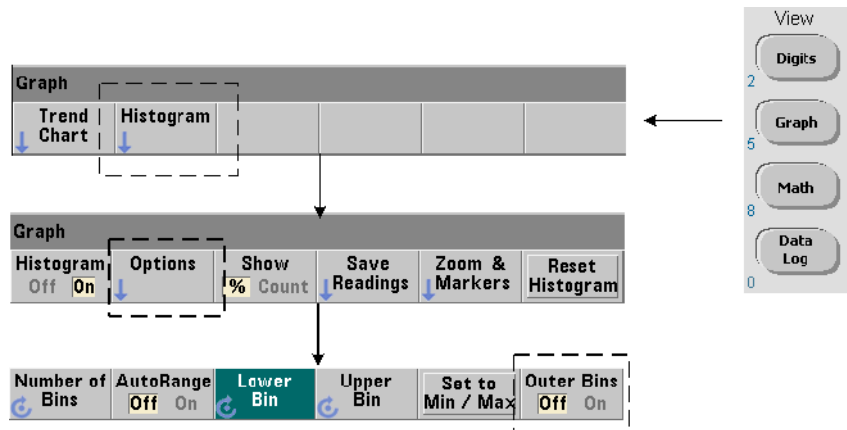 View
Digits
2
Graph
5
Math
8
Data
Log
0
Graph
Trend
Chart
Histogram
Graph
Histogram
Off On
Options
Show
% Count
Save
Readings
Zoom &
Markers
Reset
Histogram
Number of
Bins
AutoRange
Off On
Lower
Bin
Upper
Bin
Set to
Min / Max
Outer Bins
Off On